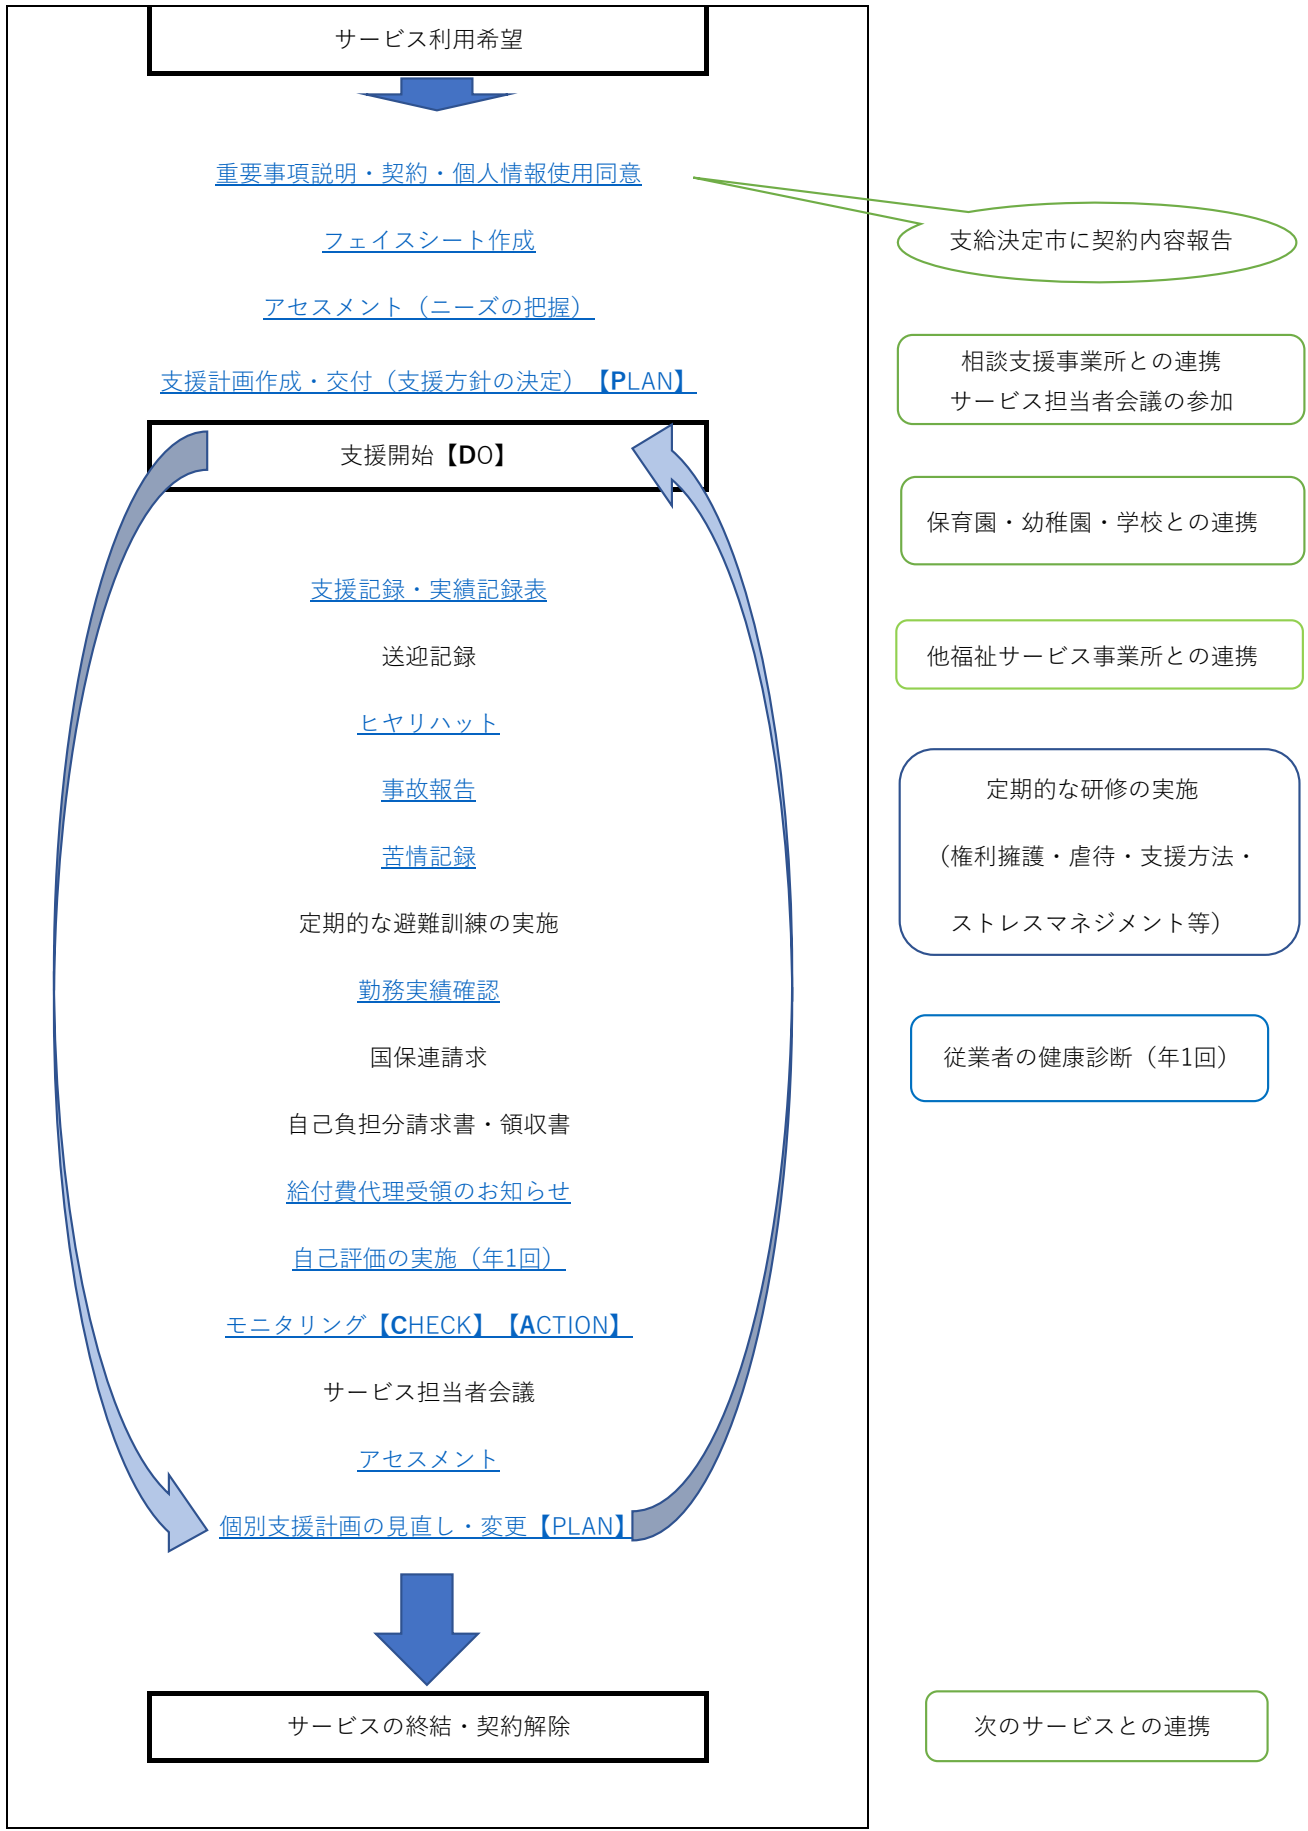 サービス利用希望
重要事項説明・契約・個人情報使用同意
支給決定市に契約内容報告
フェイスシート作成
アセスメント（ニーズの把握）
相談支援事業所との連携
サービス担当者会議の参加
支援計画作成・交付（支援方針の決定）【PLAN】
支援開始【DO】
保育園・幼稚園・学校との連携
支援記録・実績記録表
送迎記録
他福祉サービス事業所との連携
ヒヤリハット
事故報告
苦情記録
定期的な避難訓練の実施
定期的な研修の実施
（権利擁護・虐待・支援方法・
ストレスマネジメント等）
勤務実績確認
国保連請求
従業者の健康診断（年1回）
自己負担分請求書・領収書
給付費代理受領のお知らせ
自己評価の実施（年1回）
モニタリング【CHECK】【ACTION】
サービス担当者会議
アセスメント
個別支援計画の見直し・変更【PLAN】
サービスの終結・契約解除
次のサービスとの連携